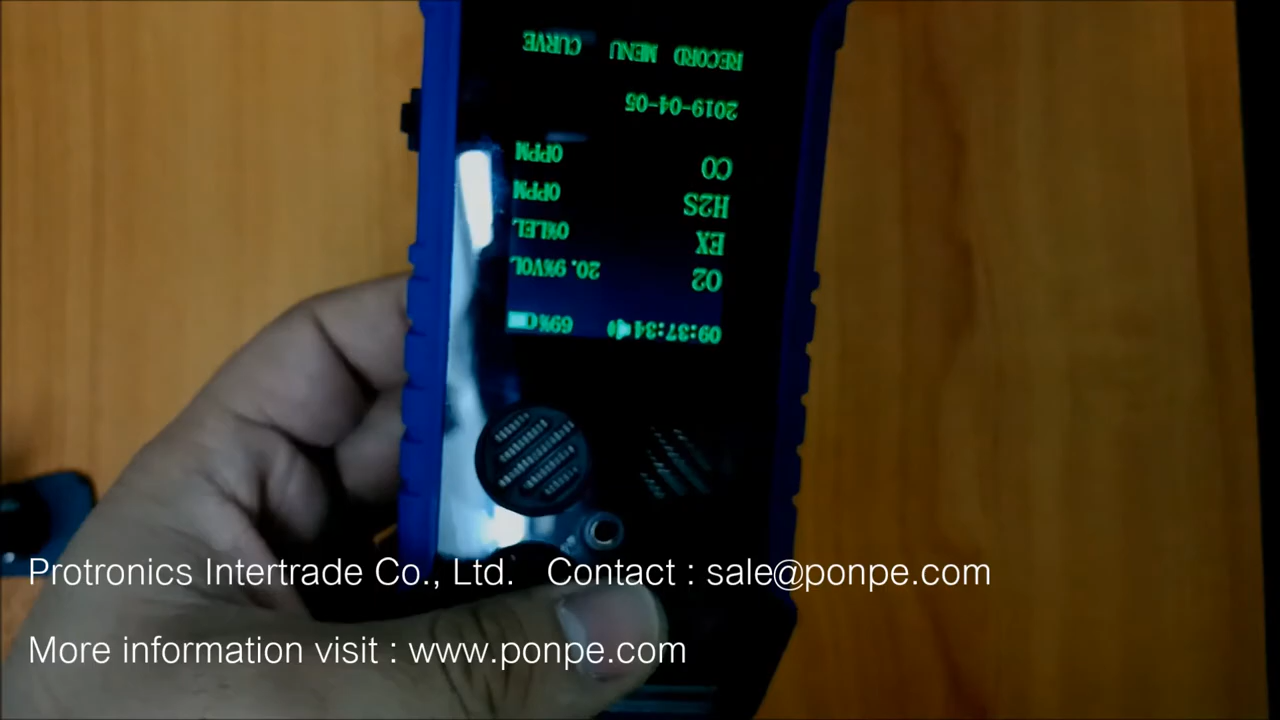 09:37:34 69%
O2 20.9%VOL
EX 0%LEL
H2S 0PPM
CO 0PPM
2019-04-05
RECORD MENU CURVE
Protronics Intertrade Co., Ltd. Contact : sale@ponpe.com
More information visit : www.ponpe.com